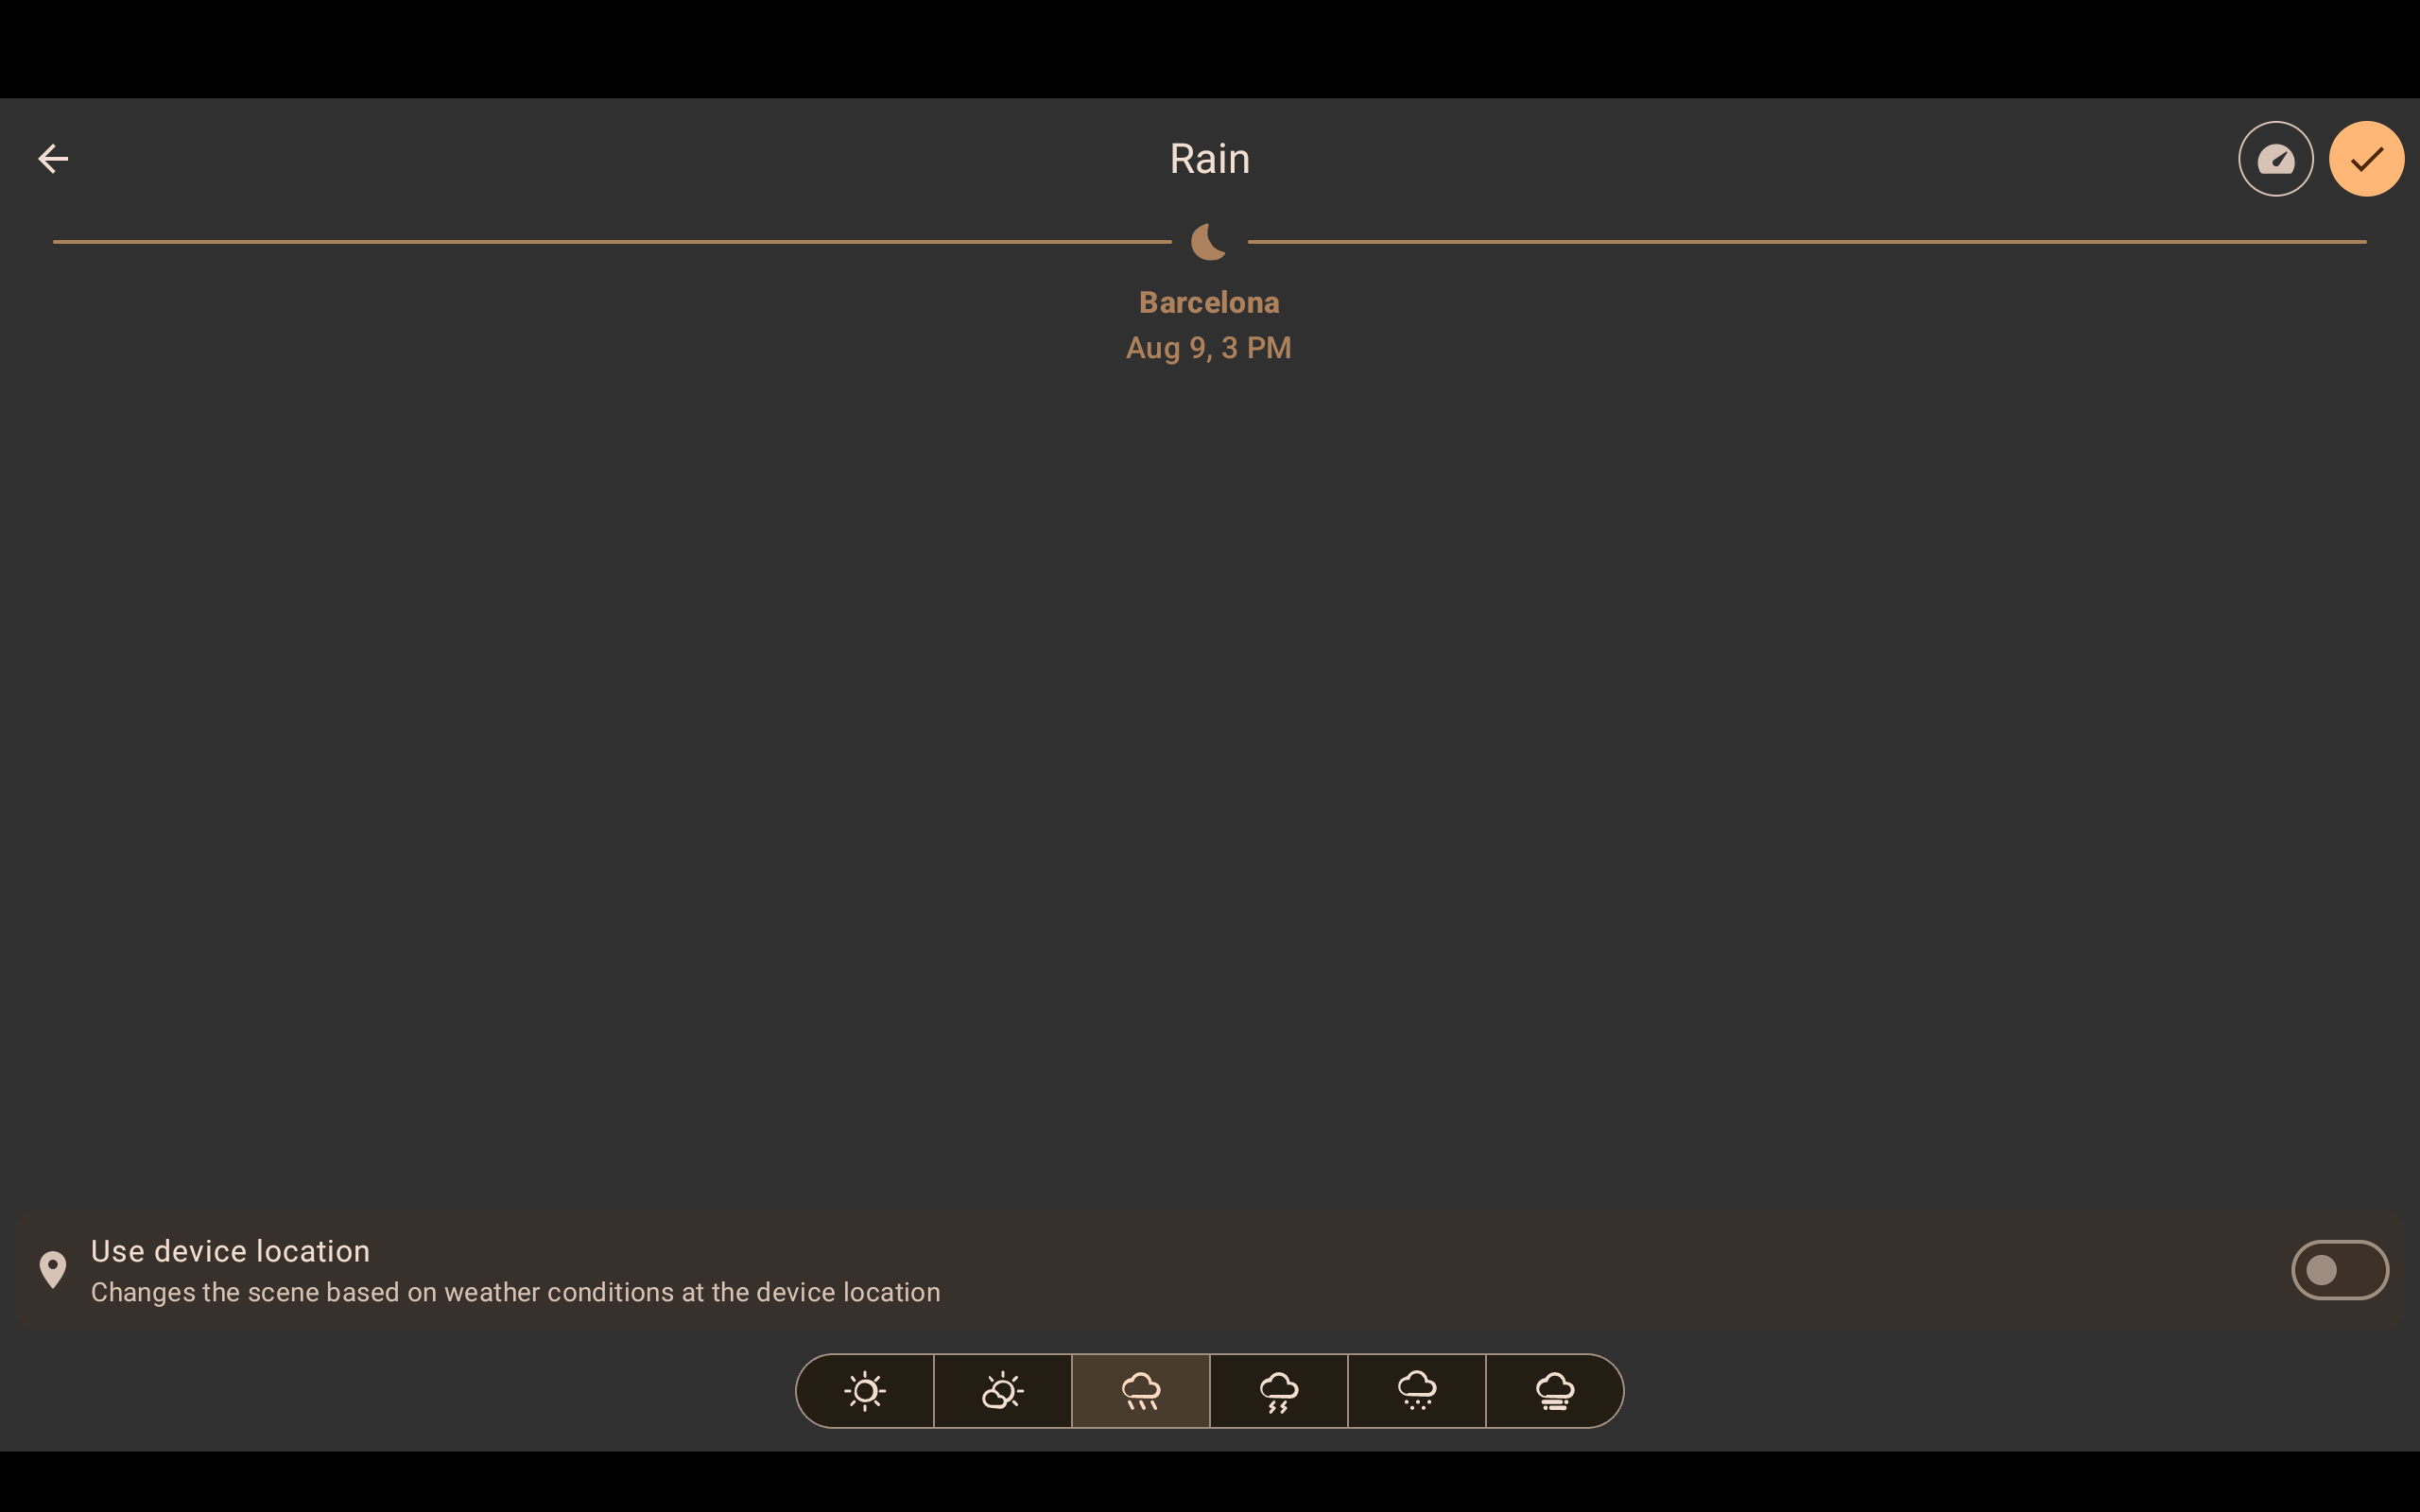 Rain
Barcelona
Aug 9, 3 PM
Use device location
Changes the scene based on weather conditions at the device location